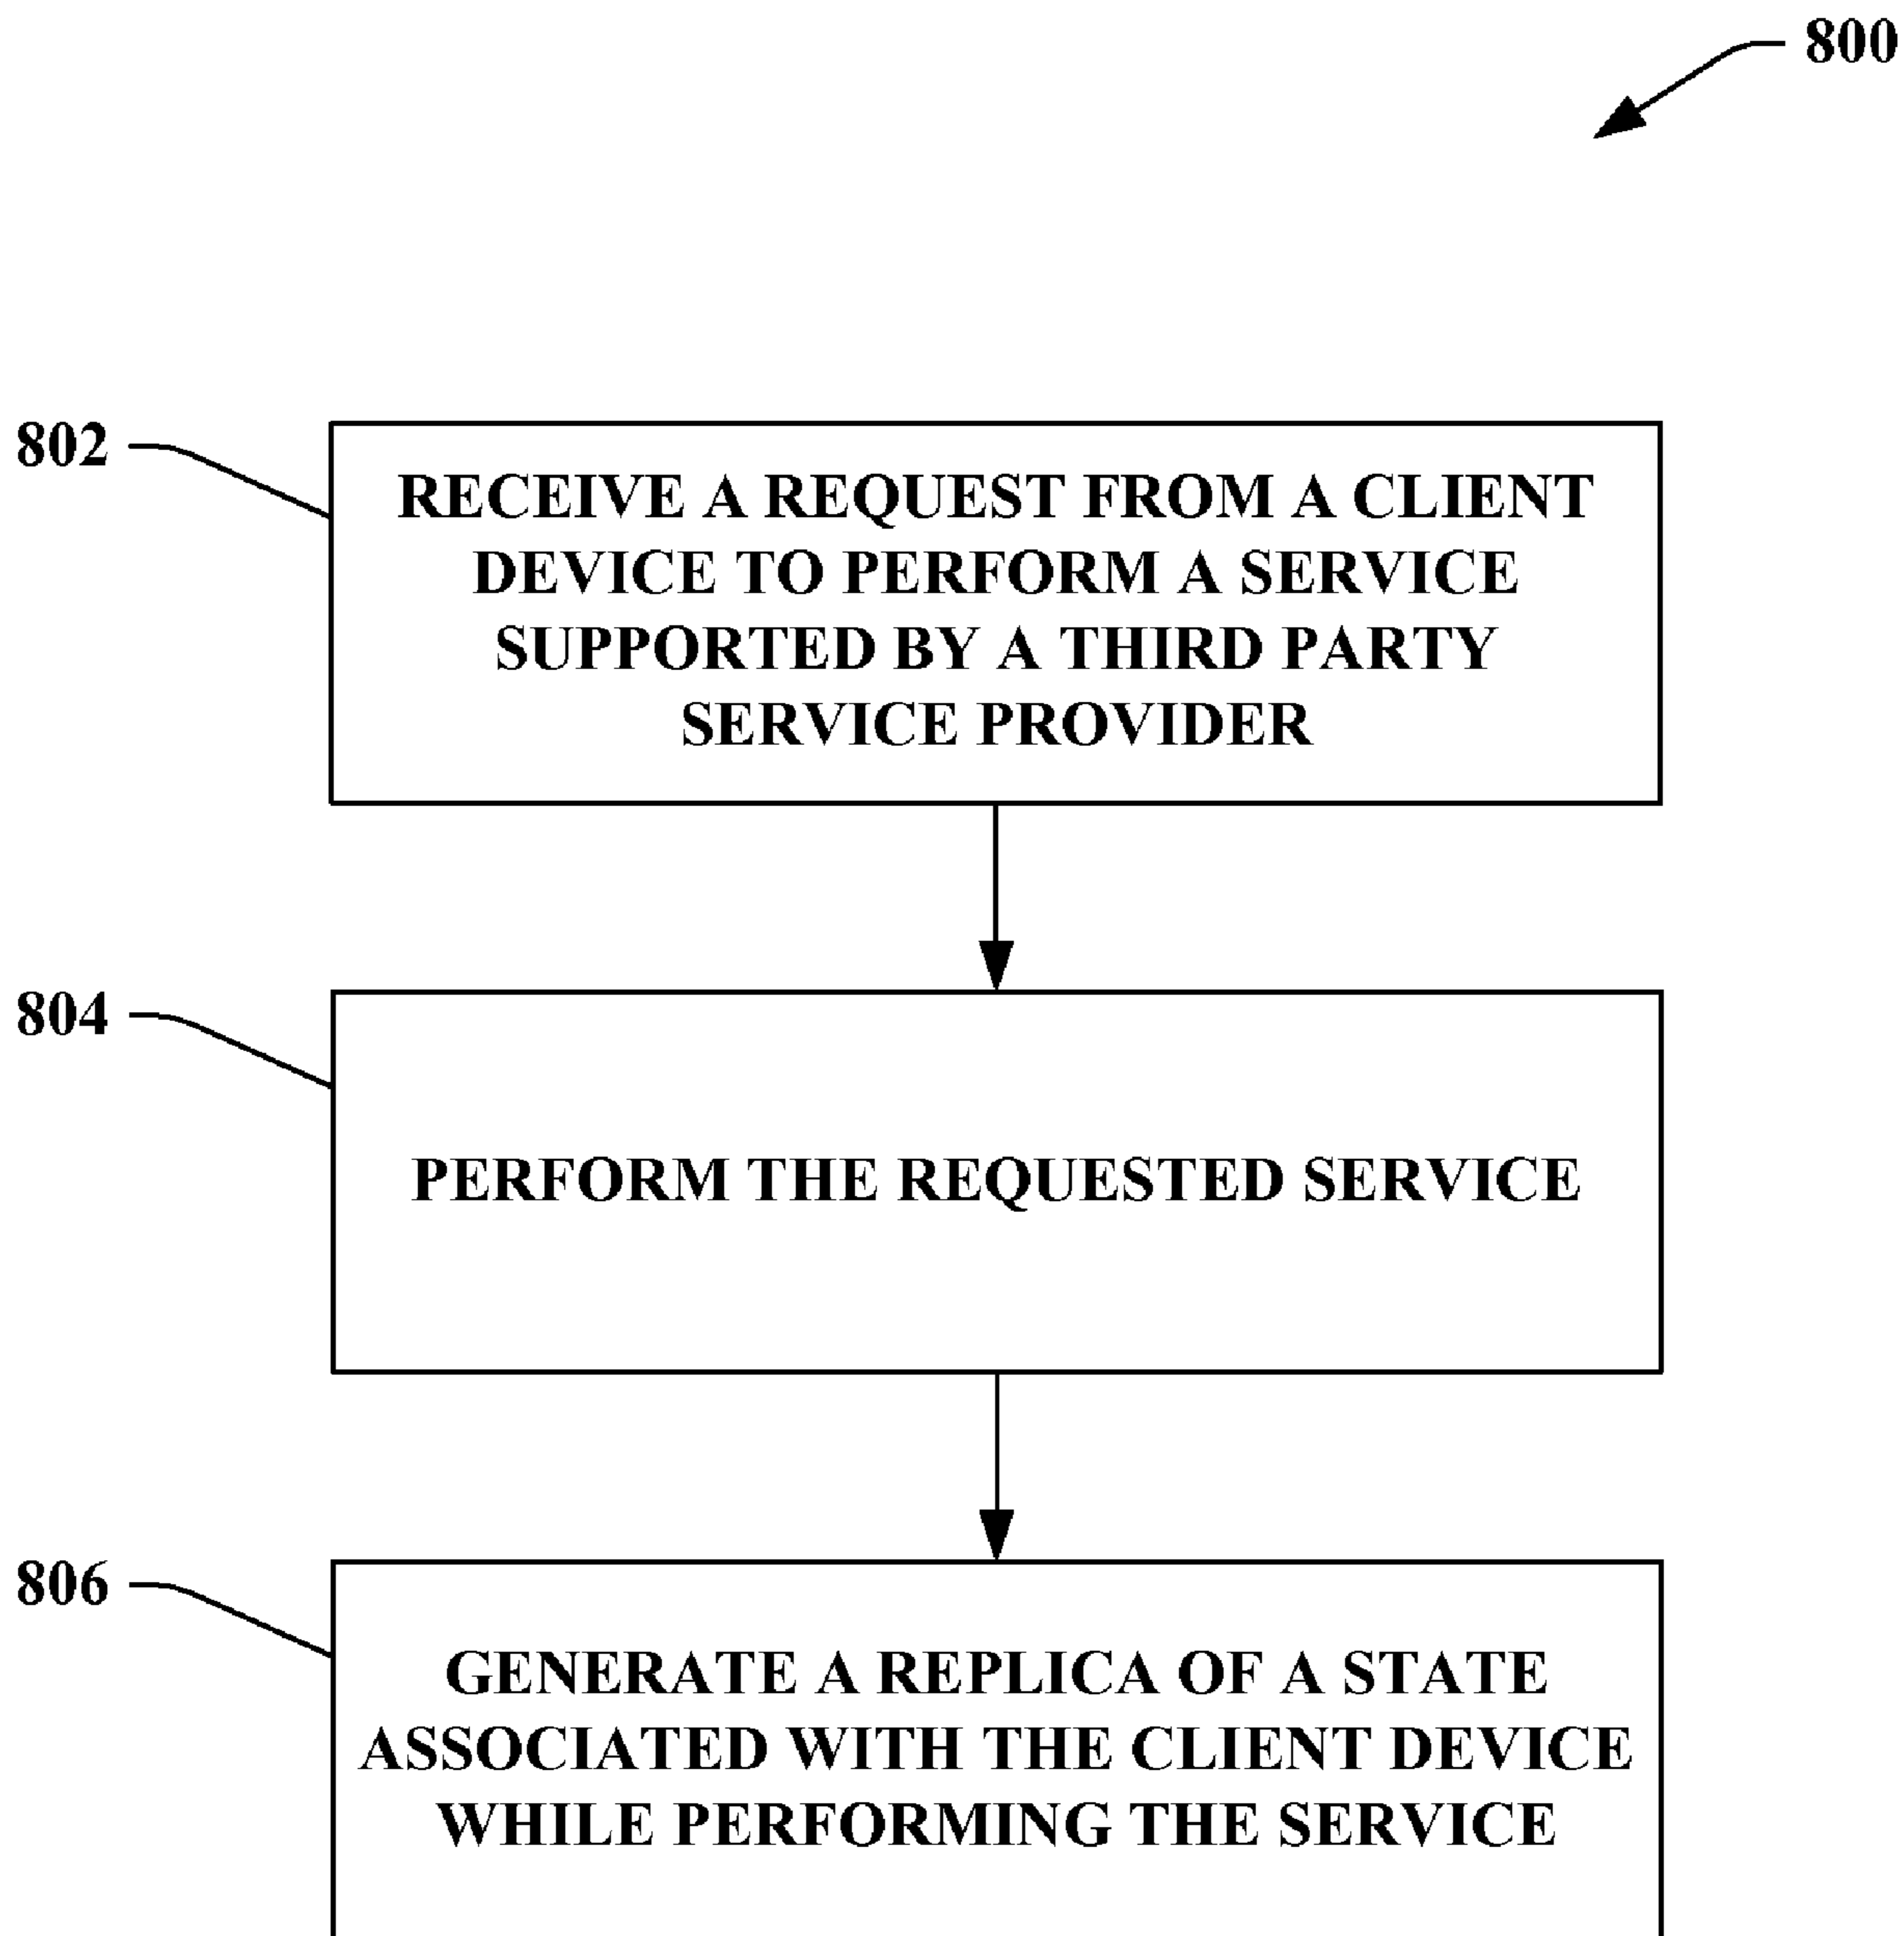 800
802
RECEIVE A REQUEST FROM A CLIENT
DEVICE TO PERFORM A SERVICE
SUPPORTED BY A THIRD PARTY
SERVICE PROVIDER
804
PERFORM THE REQUESTED SERVICE
806
GENERATE A REPLICA OF A STATE
ASSOCIATED WITH THE CLIENT DEVICE
WHILE PERFORMING THE SERVICE